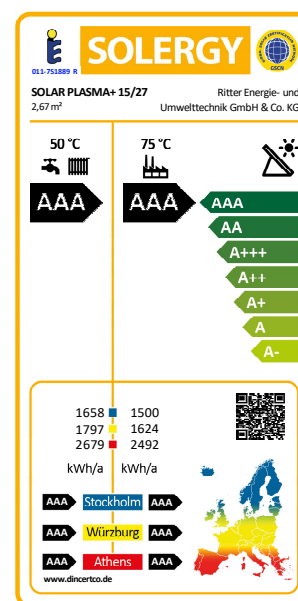 SOLERGY
011-7S1889 R
GSCN
SOLAR PLASMA+ 15/27
2,67 m²
Ritter Energie- und
Umwelttechnik GmbH & Co. KG
50 °C
75 °C
AAA
AAA
AAA
AA
A+++
A++
A+
A
A-
1658 1500
1797 1624
2679 2492
kWh/a kWh/a
AAA Stockholm AAA
AAA Würzburg AAA
AAA Athens AAA
www.dincertco.de